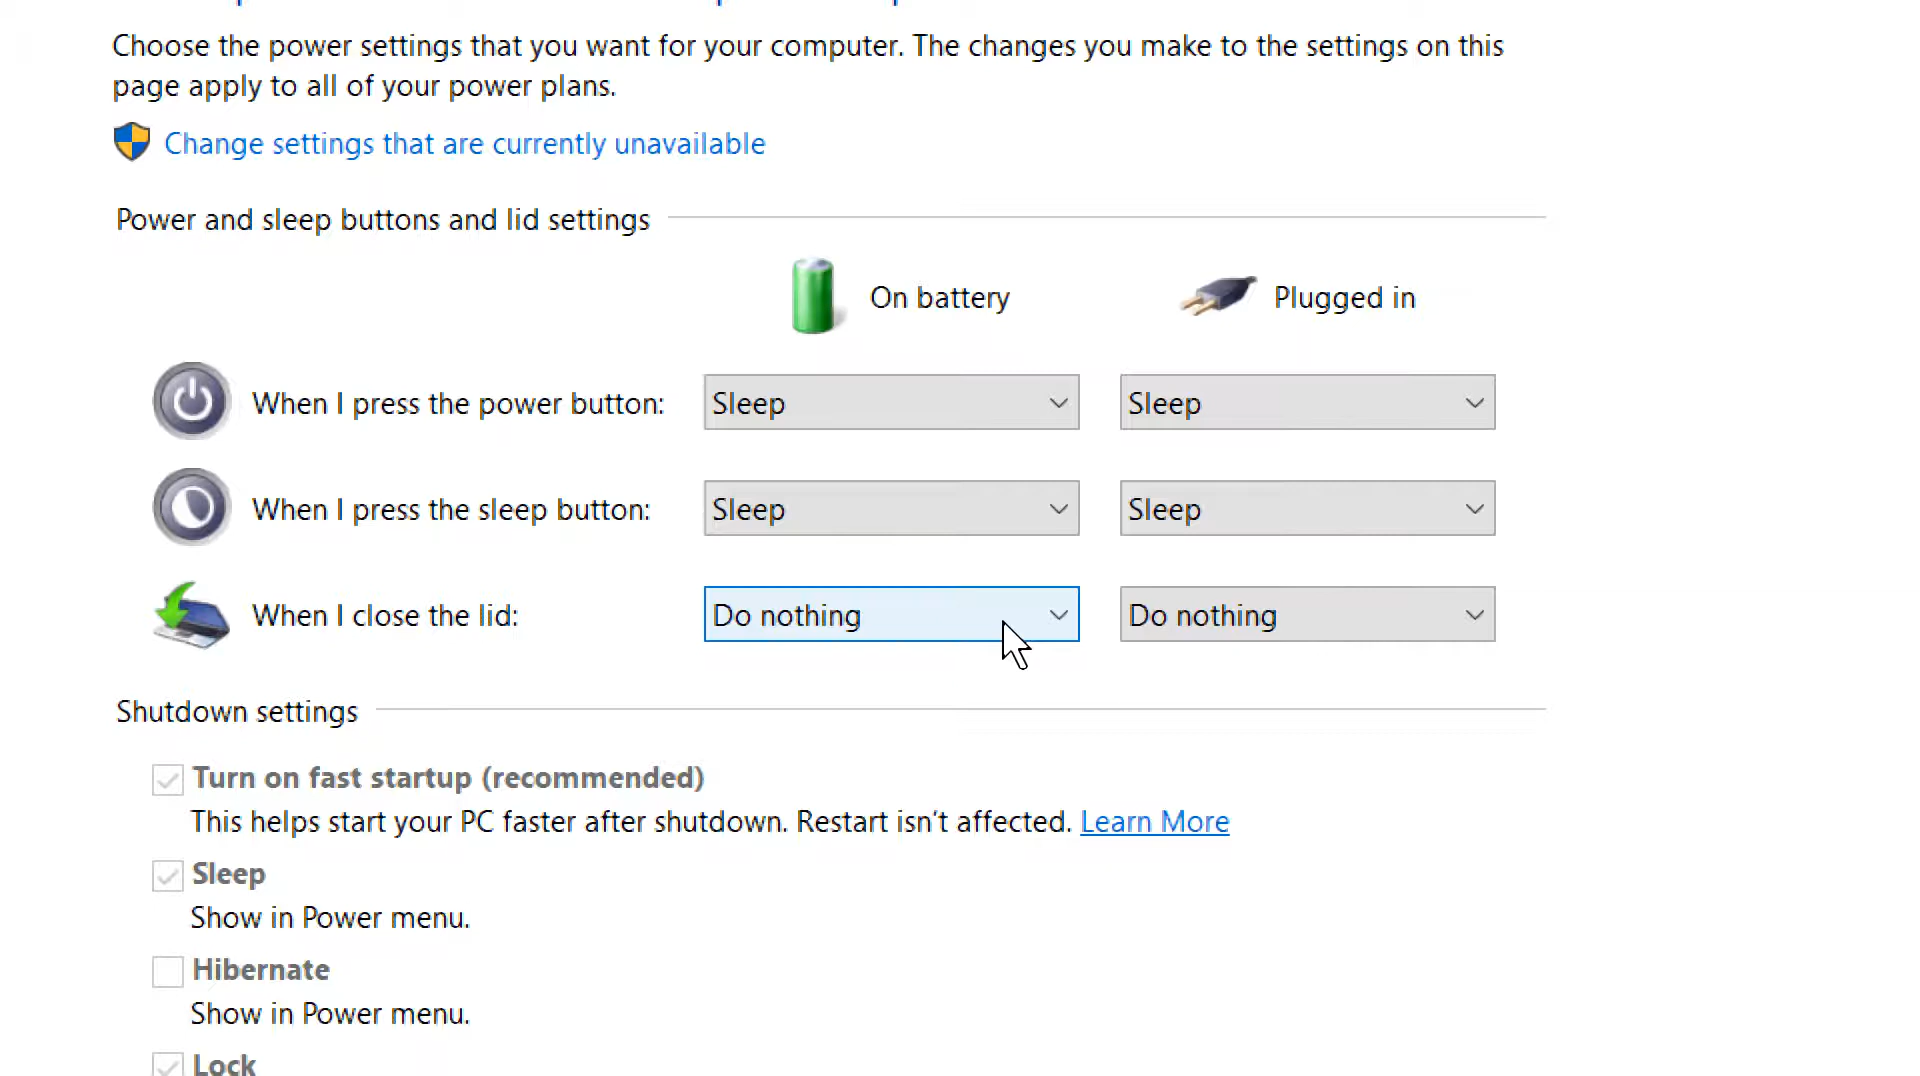 Choose the power settings that you want for your computer. The changes you make to the settings on this
page apply to all of your power plans.
Change settings that are currently unavailable
Power and sleep buttons and lid settings
On battery
Plugged in
When I press the power button:
Sleep
Sleep
When I press the sleep button:
Sleep
Sleep
When I close the lid:
Do nothing
Do nothing
Shutdown settings
Turn on fast startup (recommended)
This helps start your PC faster after shutdown. Restart isn't affected. Learn More
Sleep
Show in Power menu.
Hibernate
Show in Power menu.
Lock